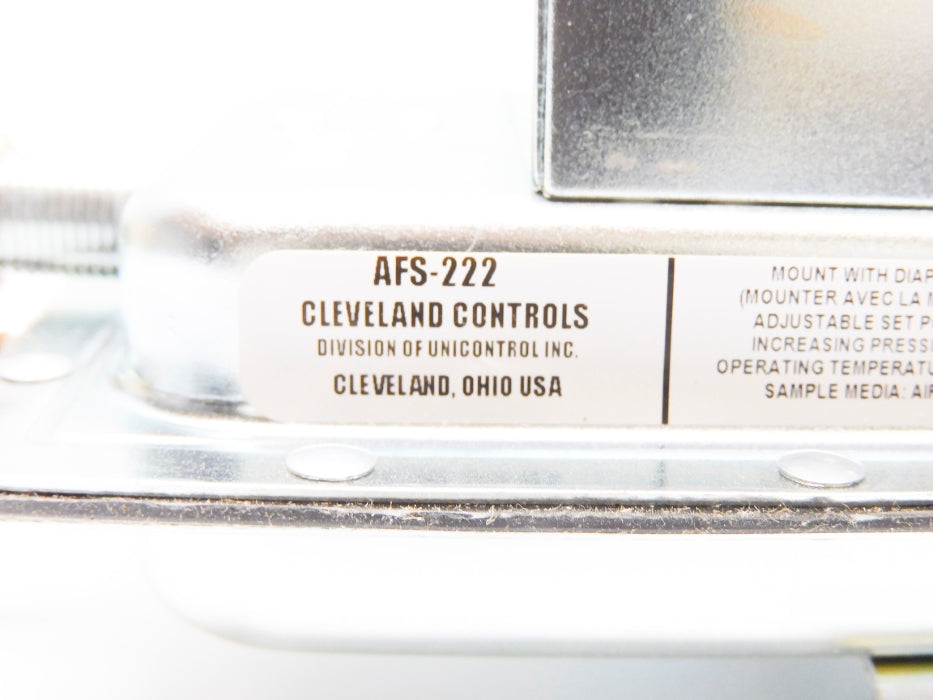 AFS-222
CLEVELAND CONTROLS
DIVISION OF UNICONTROL INC.
CLEVELAND, OHIO USA
MOUNT WITH
(MOUNTER AVEC LA
ADJUSTABLE SET
INCREASING
OPERATING
SAMPLE MEDIA: AIR